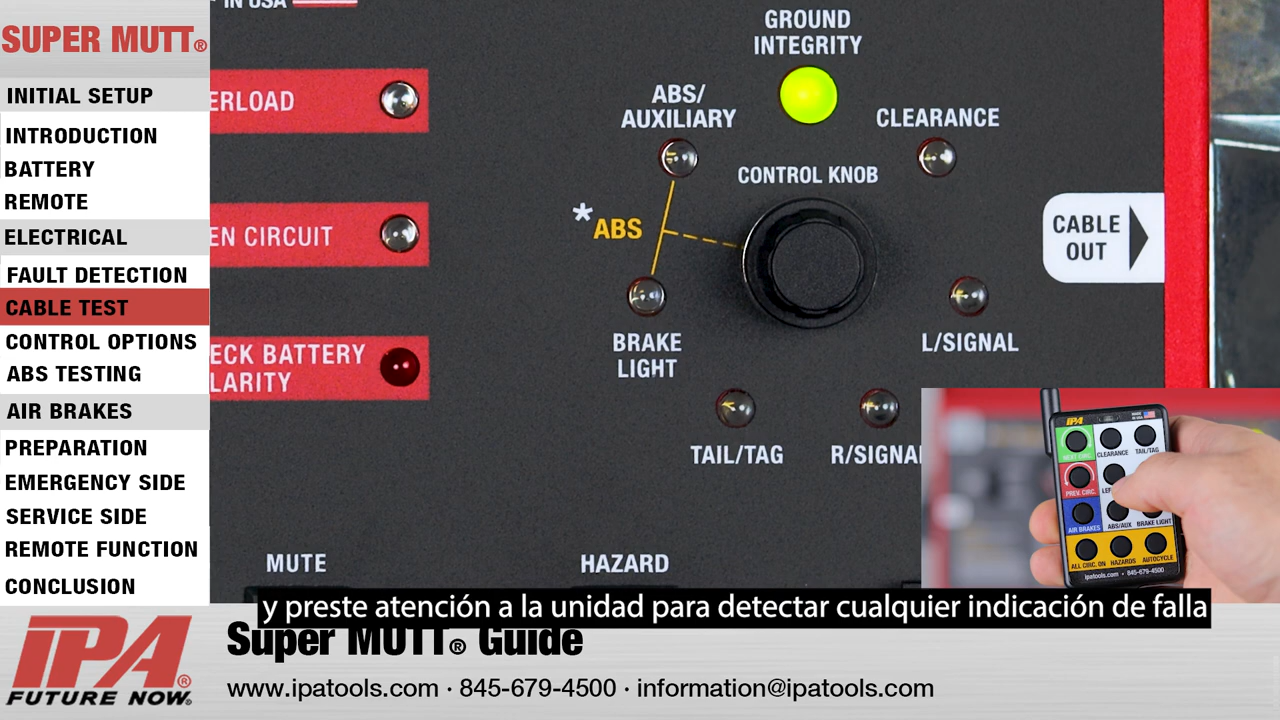 SUPER MUTT®
INITIAL SETUP
INTRODUCTION
BATTERY
REMOTE
ELECTRICAL
FAULT DETECTION
CABLE TEST
CONTROL OPTIONS
ABS TESTING
AIR BRAKES
PREPARATION
EMERGENCY SIDE
SERVICE SIDE
REMOTE FUNCTION
CONCLUSION
IN USA
ERLOAD
EN CIRCUIT
ECK BATTERY
LARITY
GROUND
INTEGRITY
ABS/
AUXILIARY
CLEARANCE
CONTROL KNOB
*ABS
CABLE
OUT
BRAKE
LIGHT
L/SIGNAL
TAIL/TAG
R/SIGNA
MUTE
HAZARD
IPA
MADE
IN USA
NEXT CIRC.
CLEARANCE
TAIL/TAG
PREV. CIRC.
LEF
AIR BRAKES
ABS/AUX
BRAKE LIGHT
ALL CIRC. ON
HAZARDS
AUTOCYCLE
ipatools.com · 845-679-4500
y preste atención a la unidad para detectar cualquier indicación de falla
IPA®
FUTURE NOW.®
Super MUTT® Guide
www.ipatools.com · 845-679-4500 · information@ipatools.com